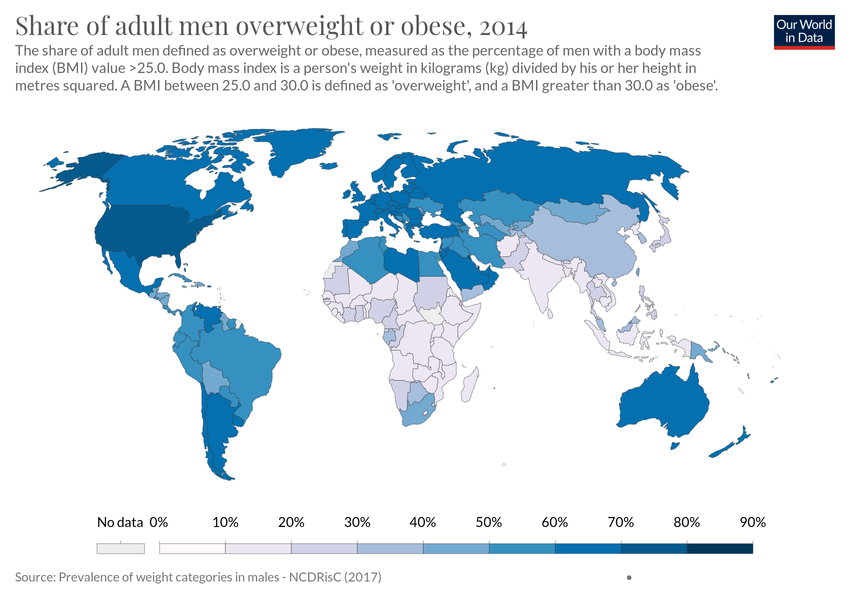 Share of adult men overweight or obese, 2014
Our World
in Data
The share of adult men defined as overweight or obese, measured as the percentage of men with a body mass
index (BMI) value >25.0. Body mass index is a person's weight in kilograms (kg) divided by his or her height in
metres squared. A BMI between 25.0 and 30.0 is defined as 'overweight', and a BMI greater than 30.0 as 'obese'.
No data 0% 10% 20% 30% 40% 50% 60% 70% 80% 90%
Source: Prevalence of weight categories in males - NCDRisC (2017)